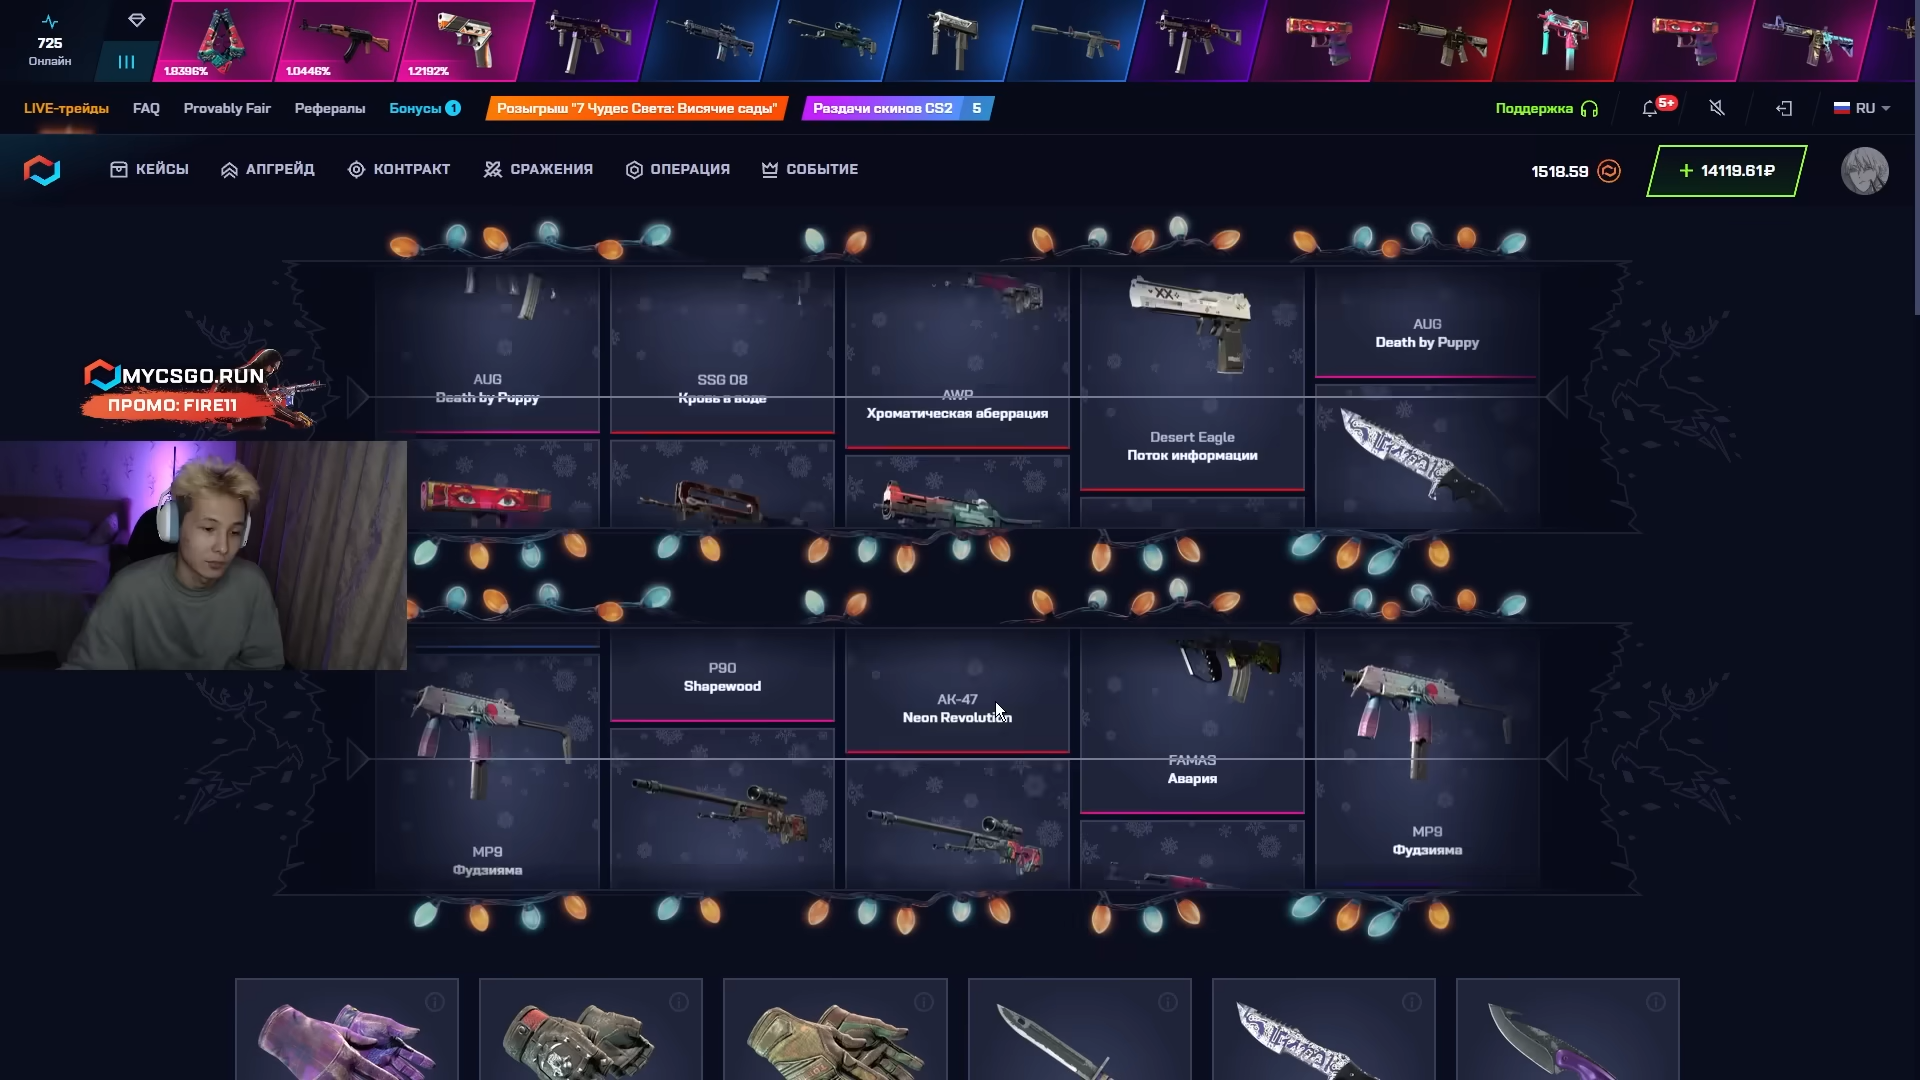 725
Онлайн
1.8396%
1.0446%
1.2192%
LIVE-трейды
FAQ
Provably Fair
Рефералы
Бонусы 1
Розыгрыш "7 Чудес Света: Висячие сады"
Раздачи скинов CS2 5
Поддержка
5+
RU
КЕЙСЫ
АПГРЕЙД
КОНТРАКТ
СРАЖЕНИЯ
ОПЕРАЦИЯ
СОБЫТИЕ
1518.59
+ 14119.61₽
MYCSGO.RUN
ПРОМО: FIRE11
AUG
Death by Puppy
SSG 08
Кровь в воде
AWP
Хроматическая аберрация
Desert Eagle
Поток информации
AUG
Death by Puppy
MP9
Фудзияма
P90
Shapewood
AK-47
Neon Revolution
FAMAS
Авария
MP9
Фудзияма